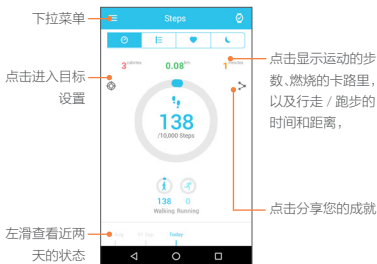 下拉菜单
Steps
点击进入目标
设置
3 calories
0.08 km
1 minutes
点击显示运动的步
数、燃烧的卡路里，
以及行走 / 跑步的
时间和距离，
138
/10,000 Steps
点击分享您的成就
138 0
Walking Running
左滑查看近两
天的状态
Today